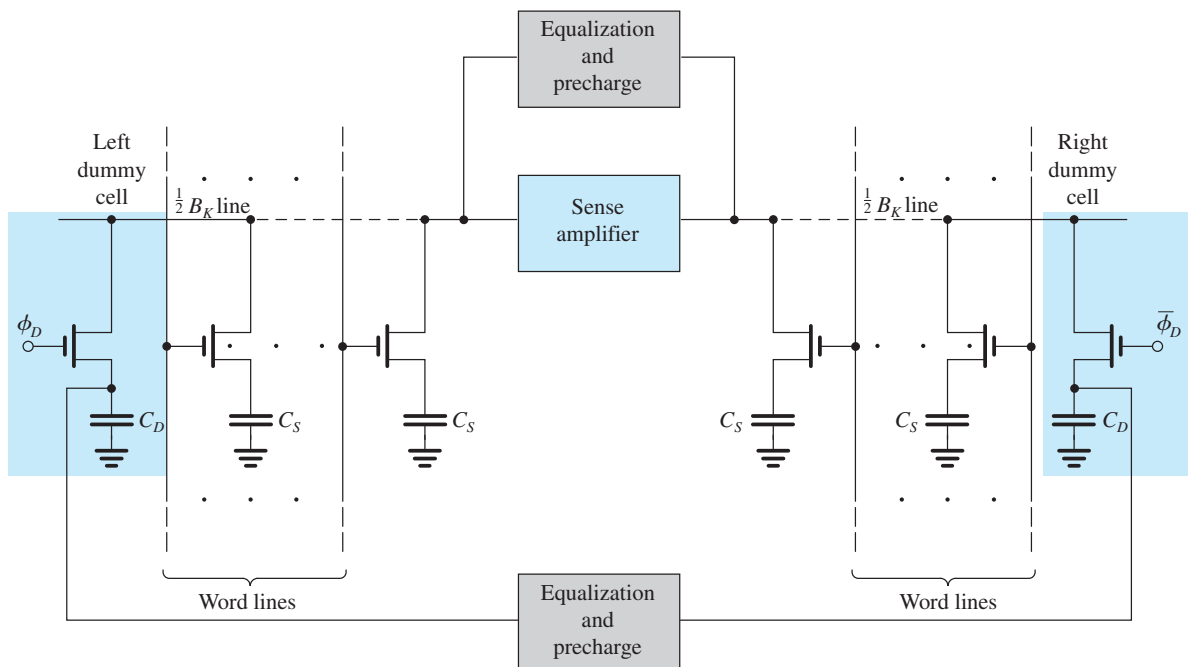 Equalization
and
precharge
Left
dummy
cell
½ B_K line
Sense
amplifier
½ B_K line
Right
dummy
cell
ϕ_D
ϕ̅_D
C_D
C_S
C_S
C_S
C_S
C_D
Word lines
Equalization
and
precharge
Word lines